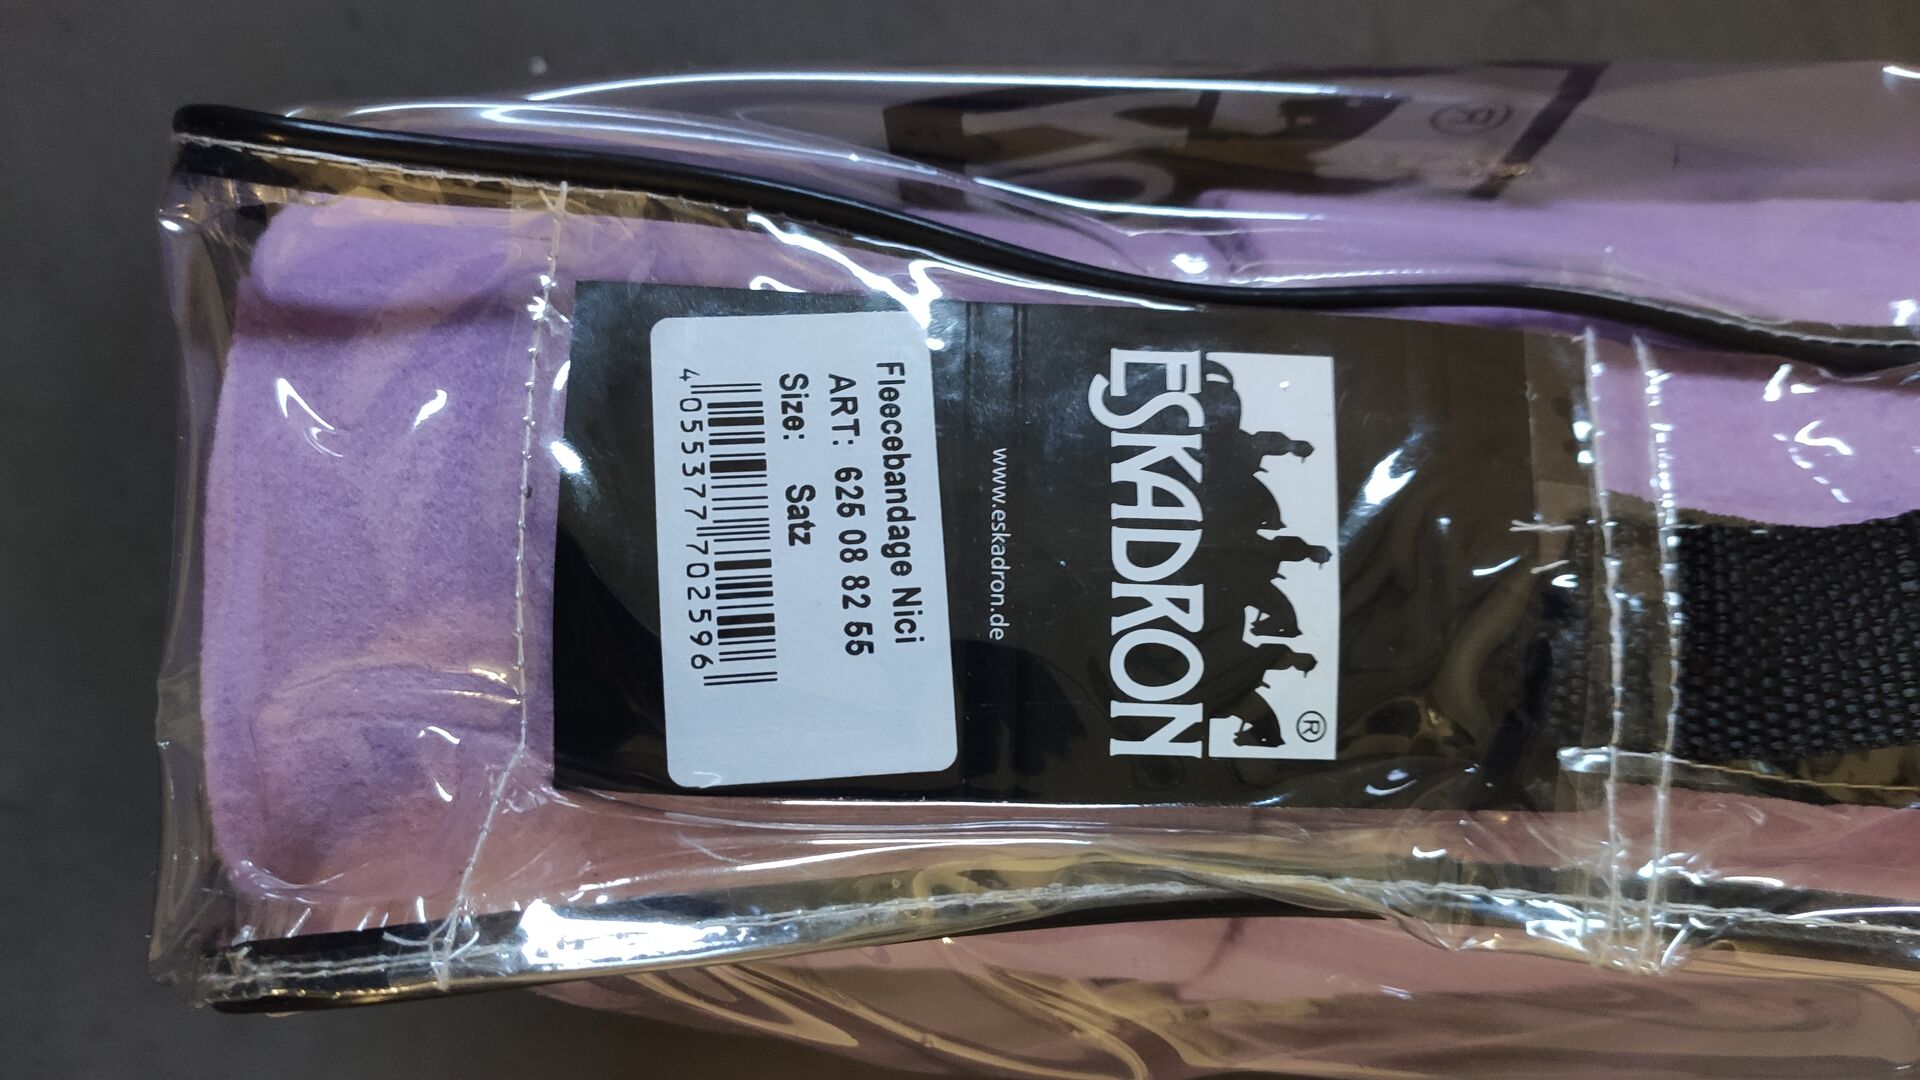 Fleecebandage Nici
ART: 625 08 82 55
Size: Satz
4 055377 702596
www.eskadron.de
ESKADRON
®
®